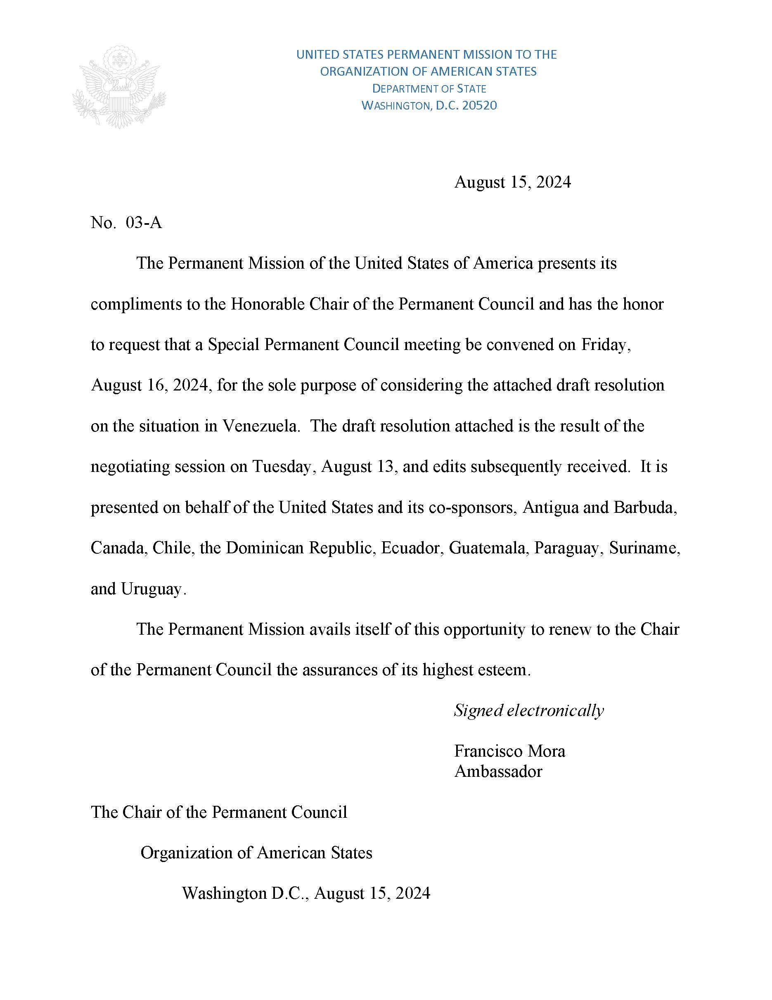 UNITED STATES PERMANENT MISSION TO THE
ORGANIZATION OF AMERICAN STATES
DEPARTMENT OF STATE
WASHINGTON, D.C. 20520
August 15, 2024
No.  03-A
The Permanent Mission of the United States of America presents its
compliments to the Honorable Chair of the Permanent Council and has the honor
to request that a Special Permanent Council meeting be convened on Friday,
August 16, 2024, for the sole purpose of considering the attached draft resolution
on the situation in Venezuela.  The draft resolution attached is the result of the
negotiating session on Tuesday, August 13, and edits subsequently received.  It is
presented on behalf of the United States and its co-sponsors, Antigua and Barbuda,
Canada, Chile, the Dominican Republic, Ecuador, Guatemala, Paraguay, Suriname,
and Uruguay.
The Permanent Mission avails itself of this opportunity to renew to the Chair
of the Permanent Council the assurances of its highest esteem.
Signed electronically
Francisco Mora
Ambassador
The Chair of the Permanent Council
Organization of American States
Washington D.C., August 15, 2024